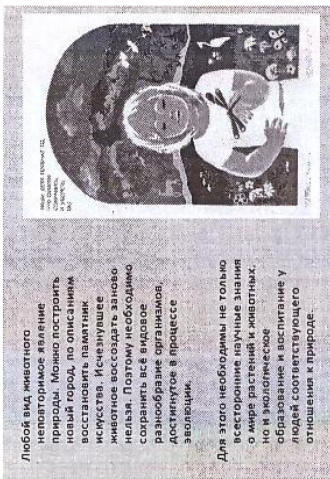 Любой вид животного
неповторимое явление
природы. Можно построить
новый город, по описаниям
восстановить памятник
искусства. Исчезнувшее
животное воссоздать заново
нельзя. Поэтому необходимо
сохранить всё видовое
разнообразие организмов,
достигнутое в процессе
эволюции.
Для этого необходимы не только
всесторонние научные знания
о мире растений и животных,
но и экологическое
образование и воспитание у
людей соответствующего
отношения к природе.